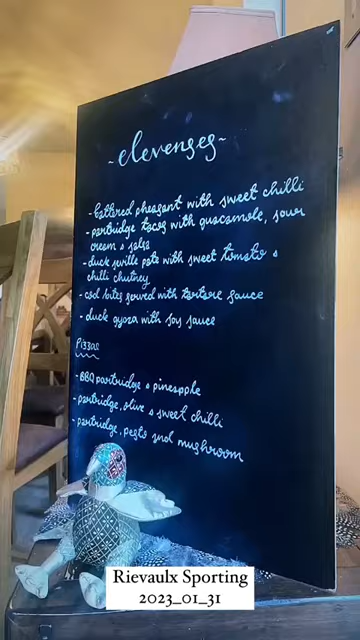 ~elevenses~
- battered pheasant with sweet chilli
- partridge tacos with guacamole, sour
cream & salsa
- duck seville pate with sweet tomato &
chilli chutney
- cod bites served with tartare sauce
- duck gyoza with soy sauce
Pizzas
- BBQ partridge & pineapple
- partridge, olive & sweet chilli
- partridge, pesto and mushroom
Rievaulx Sporting
2023_01_31